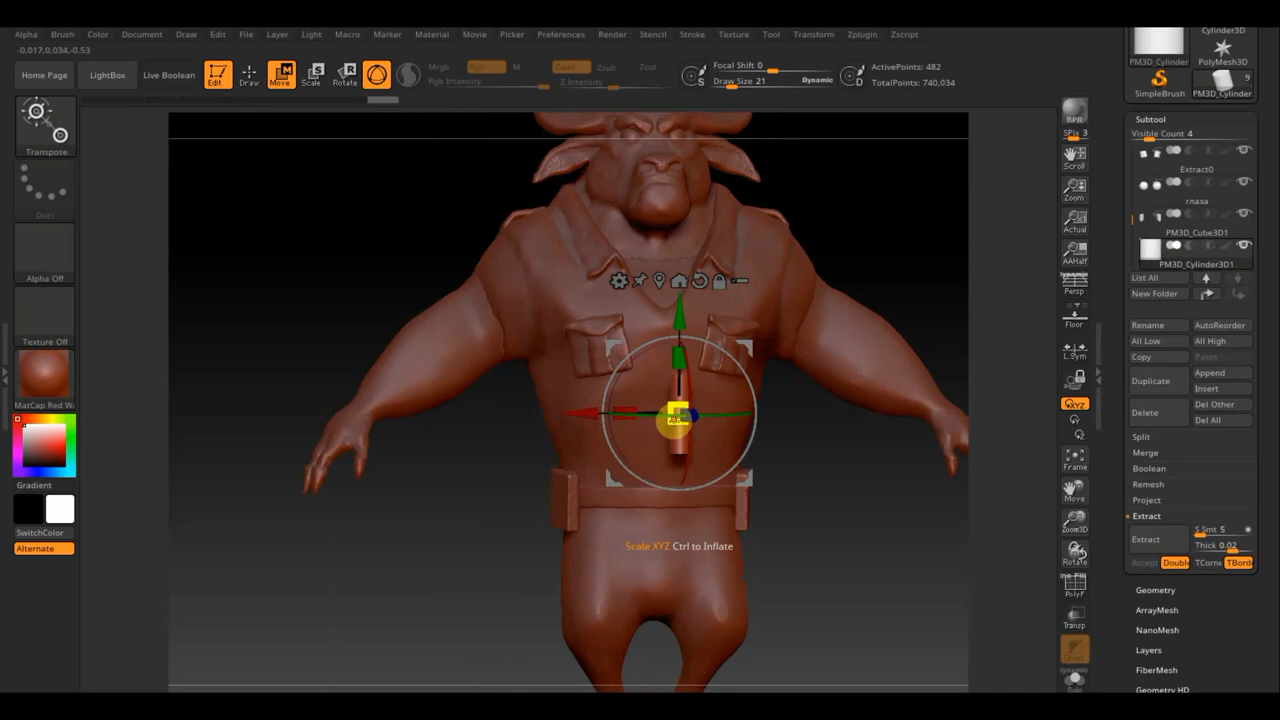 Alpha Brush Color Document Draw Edit File Layer Light Macro Marker Material Movie Picker Preferences Render Stencil Stroke Texture Tool Transform Zplugin Zscript
-0,017,0,034,-0.53
Home Page
LightBox
Live Boolean
Edit
Draw
Move
Scale
Rotate
Mrgb
Rgb
M
Rgb Intensity
Zadd
Zsub
Zcut
Z Intensity
S
Focal Shift 0
Draw Size 21
Dynamic
D
ActivePoints: 482
TotalPoints: 740,034
Transpose
Dots
Alpha Off
Texture Off
MatCap Red Wa
Gradient
SwitchColor
Alternate
Scale XYZ Ctrl to Inflate
BPR
SPix 3
Scroll
Zoom
Actual
AAHalf
Dynamic
Persp
Floor
L.Sym
XYZ
Y
Z
Frame
Move
Zoom3D
Rotate
PolyF
Transp
Ghost
Dynamic
Solo
Cylinder3D
PM3D_Cylinder
PolyMesh3D
SimpleBrush
9
PM3D_Cylinder
Subtool
Visible Count 4
Extract0
глаза
PM3D_Cube3D1
PM3D_Cylinder3D1
List All
New Folder
Rename
AutoReorder
All Low
All High
Copy
Paste
Duplicate
Append
Insert
Delete
Del Other
Del All
Split
Merge
Boolean
Remesh
Project
Extract
Extract
S Smt 5
Thick 0.02
Accept
Double
TCorne
TBorde
Geometry
ArrayMesh
NanoMesh
Layers
FiberMesh
Geometry HD